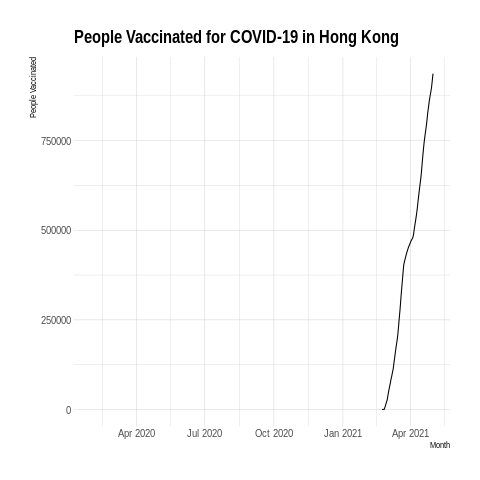 People Vaccinated for COVID-19 in Hong Kong
People Vaccinated
750000
500000
250000
0
Apr 2020 Jul 2020 Oct 2020 Jan 2021 Apr 2021
Month